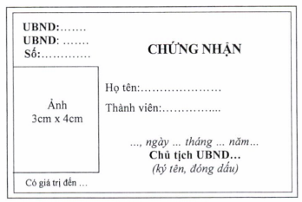 UBND:…….
UBND: …….
Số:………….
CHỨNG NHẬN
Ảnh
3cm x 4cm
Họ tên:…………………
Thành viên:…………...
…, ngày … tháng … năm…
Chủ tịch UBND…
(ký tên, đóng dấu)
Có giá trị đến …